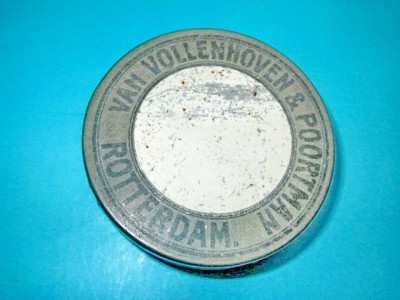 VAN VOLLENHOVEN & POORTMAN
ROTTERDAM.